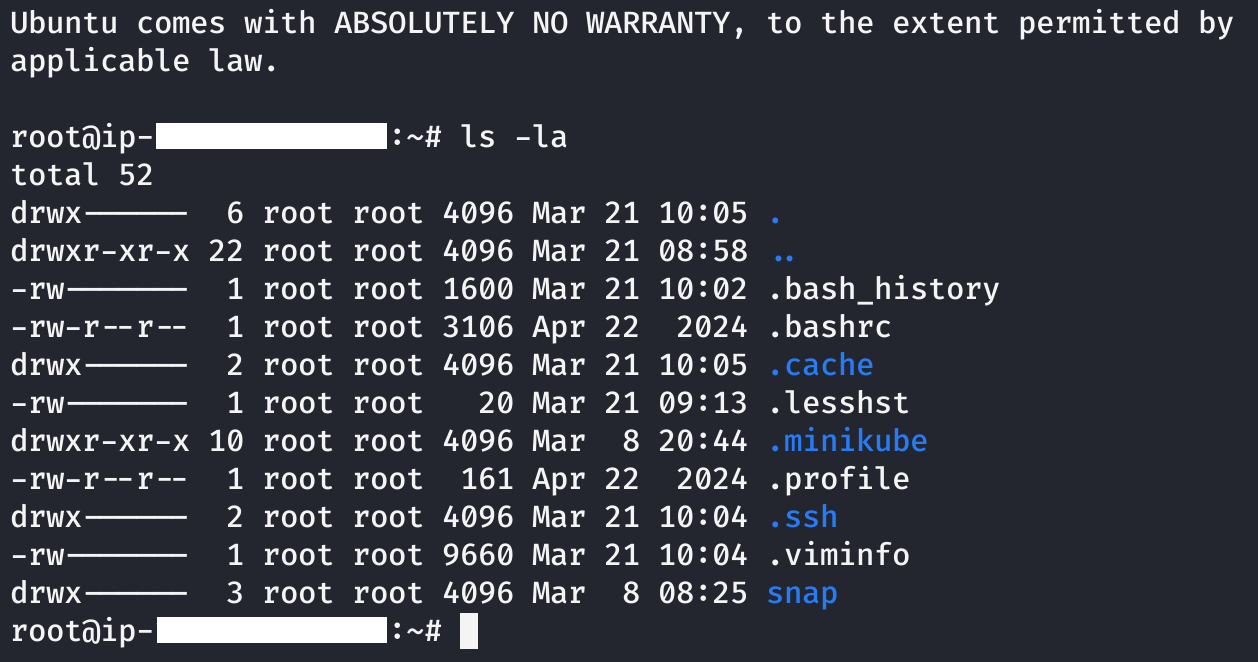 Ubuntu comes with ABSOLUTELY NO WARRANTY, to the extent permitted by
applicable law.

root@ip-:~# ls -la
total 52
drwx------  6 root root 4096 Mar 21 10:05 .
drwxr-xr-x 22 root root 4096 Mar 21 08:58 ..
-rw-------  1 root root 1600 Mar 21 10:02 .bash_history
-rw-r--r--  1 root root 3106 Apr 22  2024 .bashrc
drwx------  2 root root 4096 Mar 21 10:05 .cache
-rw-------  1 root root   20 Mar 21 09:13 .lesshst
drwxr-xr-x 10 root root 4096 Mar  8 20:44 .minikube
-rw-r--r--  1 root root  161 Apr 22  2024 .profile
drwx------  2 root root 4096 Mar 21 10:04 .ssh
-rw-------  1 root root 9660 Mar 21 10:04 .viminfo
drwx------  3 root root 4096 Mar  8 08:25 snap
root@ip-:~#